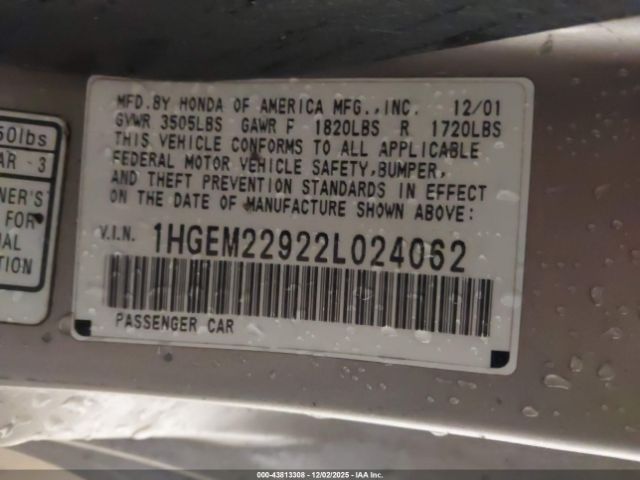 MFD.BY HONDA OF AMERICA MFG.,INC. 12/01
GVWR 3505LBS GAWR F 1820LBS R 1720LBS
THIS VEHICLE CONFORMS TO ALL APPLICABLE
FEDERAL MOTOR VEHICLE SAFETY,BUMPER,
AND THEFT PREVENTION STANDARDS IN EFFECT
ON THE DATE OF MANUFACTURE SHOWN ABOVE:
V.I.N. 1HGEM22922L024062
PASSENGER CAR
50lbs
AR - 3
NER'S
FOR
AL
TION
000-43813308 - 12/02/2025 - IAA Inc.